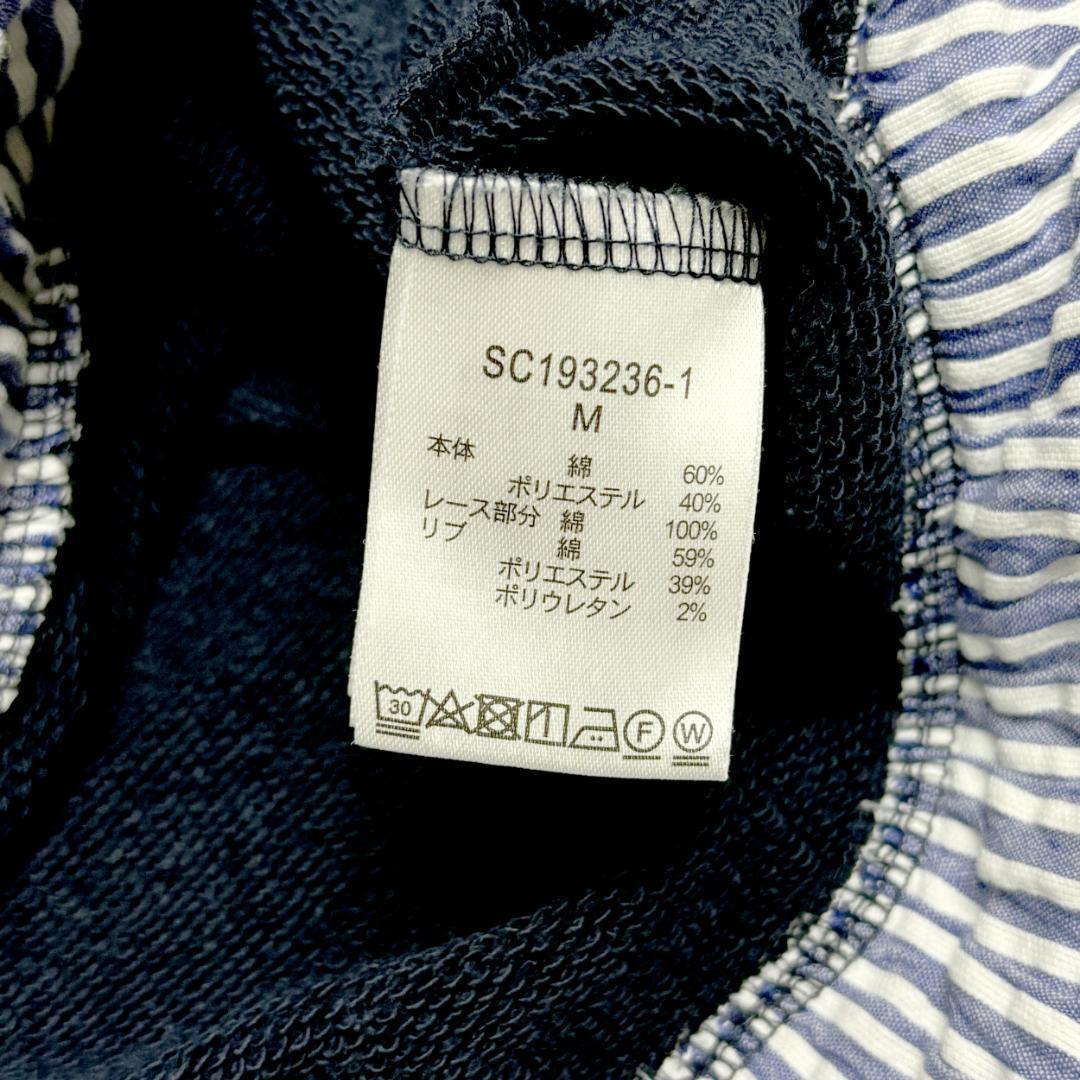 SC193236-1
M
本体 綿 60%
ポリエステル 40%
レース部分 綿 100%
リブ 綿 59%
ポリエステル 39%
ポリウレタン 2%
30 F W